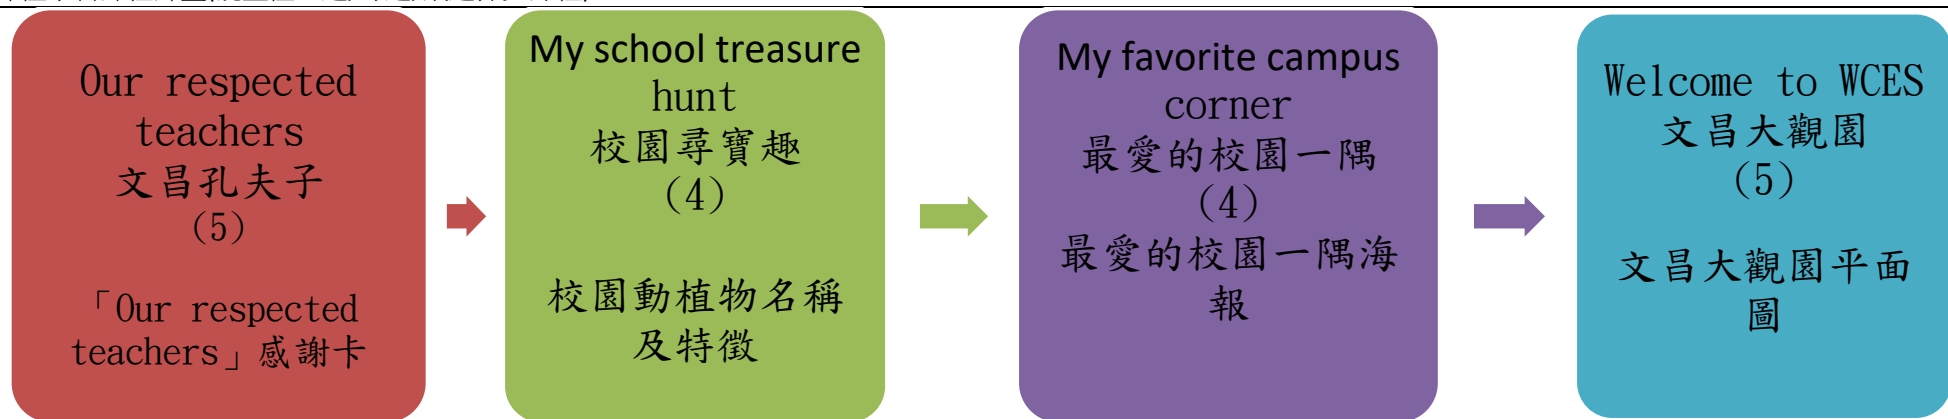 Our respected
teachers
文昌孔夫子
(5)
「Our respected
teachers」感謝卡
My school treasure
hunt
校園尋寶趣
(4)
校園動植物名稱
及特徵
My favorite campus
corner
最愛的校園一隅
(4)
最愛的校園一隅海
報
Welcome to WCES
文昌大觀園
(5)
文昌大觀園平面
圖